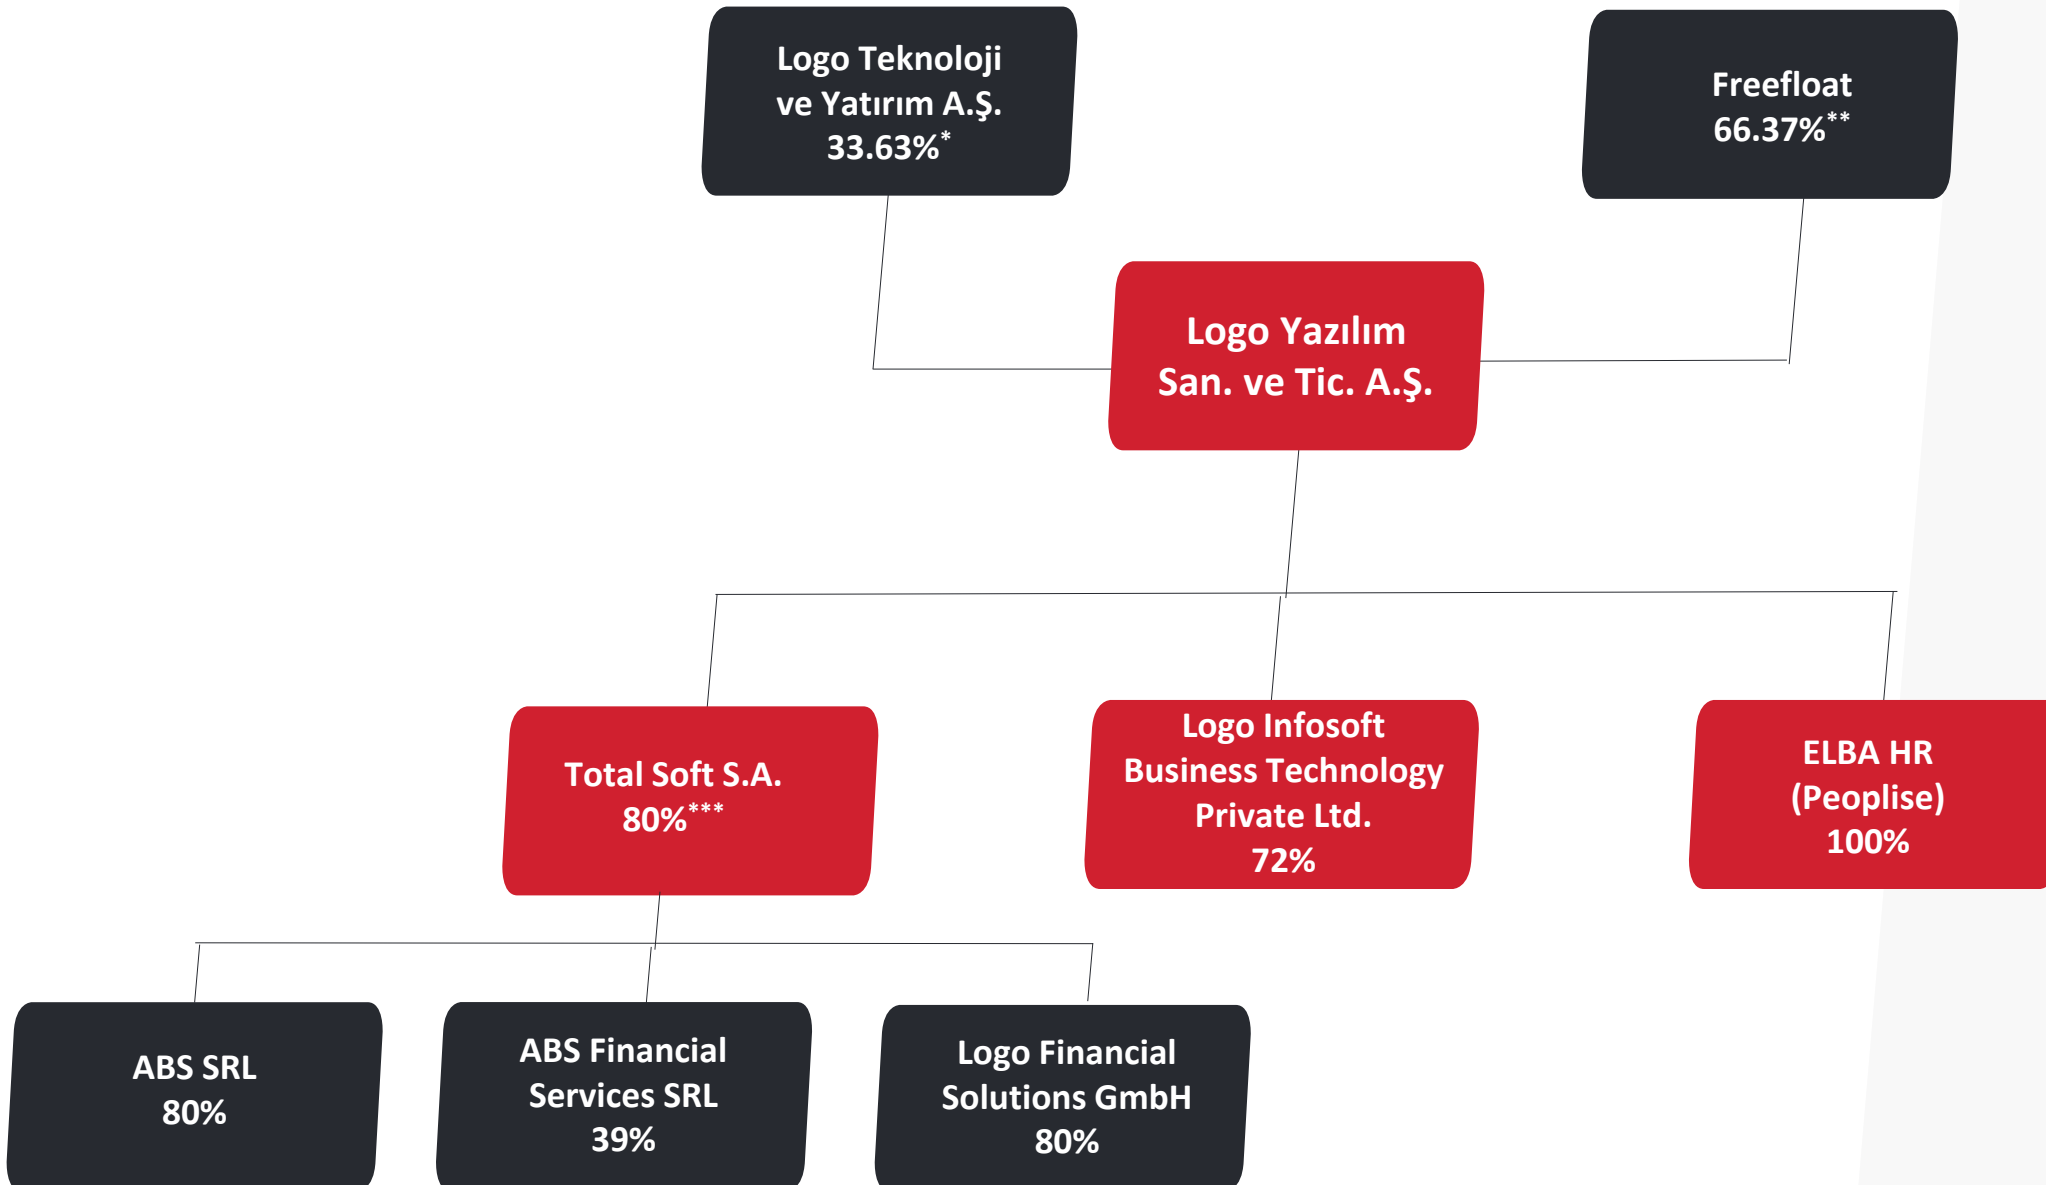 Logo Teknoloji
ve Yatırım A.Ş.
33.63%*
Freefloat
66.37%**
Logo Yazılım
San. ve Tic. A.Ş.
Total Soft S.A.
80%***
Logo Infosoft
Business Technology
Private Ltd.
72%
ELBA HR
(Peoplise)
100%
ABS SRL
80%
ABS Financial
Services SRL
39%
Logo Financial
Solutions GmbH
80%